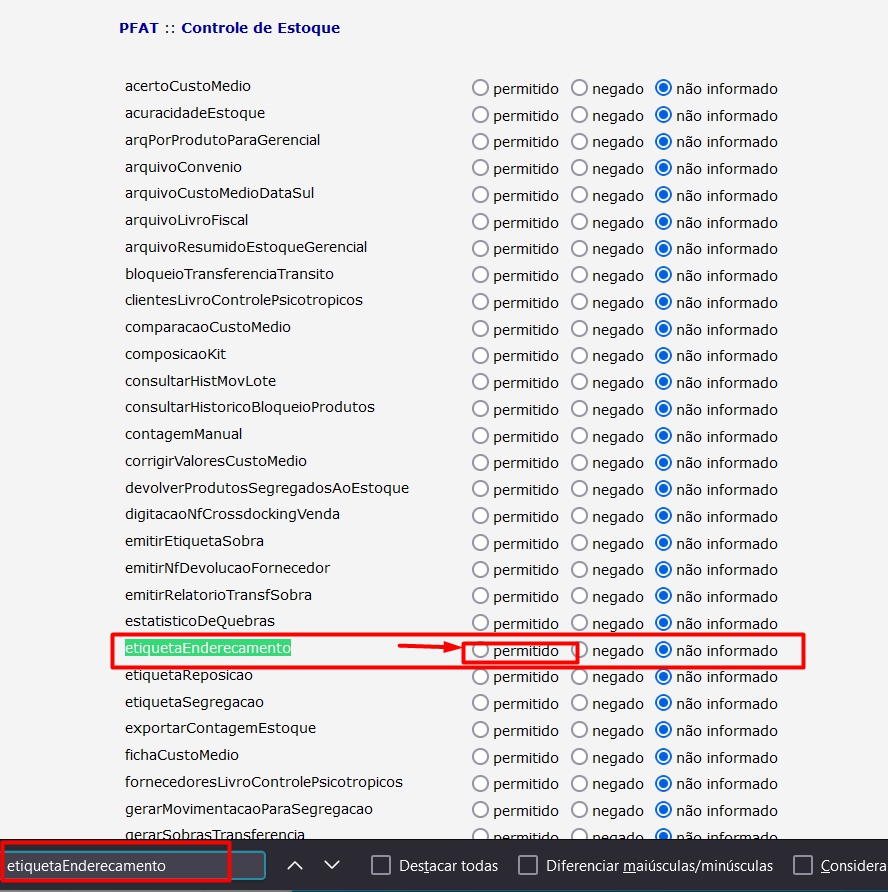 PFAT :: Controle de Estoque
acertoCustoMedio permitido negado não informado
acuracidadeEstoque permitido negado não informado
arqPorProdutoParaGerencial permitido negado não informado
arquivoConvenio permitido negado não informado
arquivoCustoMedioDataSul permitido negado não informado
arquivoLivroFiscal permitido negado não informado
arquivoResumidoEstoqueGerencial permitido negado não informado
bloqueioTransferenciaTransito permitido negado não informado
clientesLivroControlePsicotropicos permitido negado não informado
comparacaoCustoMedio permitido negado não informado
composicaoKit permitido negado não informado
consultarHistMovLote permitido negado não informado
consultarHistoricoBloqueioProdutos permitido negado não informado
contagemManual permitido negado não informado
corrigirValoresCustoMedio permitido negado não informado
devolverProdutosSegregadosAoEstoque permitido negado não informado
digitacaoNfCrossdockingVenda permitido negado não informado
emitirEtiquetaSobra permitido negado não informado
emitirNfDevolucaoFornecedor permitido negado não informado
emitirRelatorioTransfSobra permitido negado não informado
estatisticoDeQuebras permitido negado não informado
etiquetaEnderecamento permitido negado não informado
etiquetaReposicao permitido negado não informado
etiquetaSegregacao permitido negado não informado
exportarContagemEstoque permitido negado não informado
fichaCustoMedio permitido negado não informado
fornecedoresLivroControlePsicotropicos permitido negado não informado
gerarMovimentacaoParaSegregacao permitido negado não informado
gerarSobrasTransferencia permitido negado não informado
etiquetaEnderecamento Destacar todas Diferenciar maiúsculas/minúsculas Considera